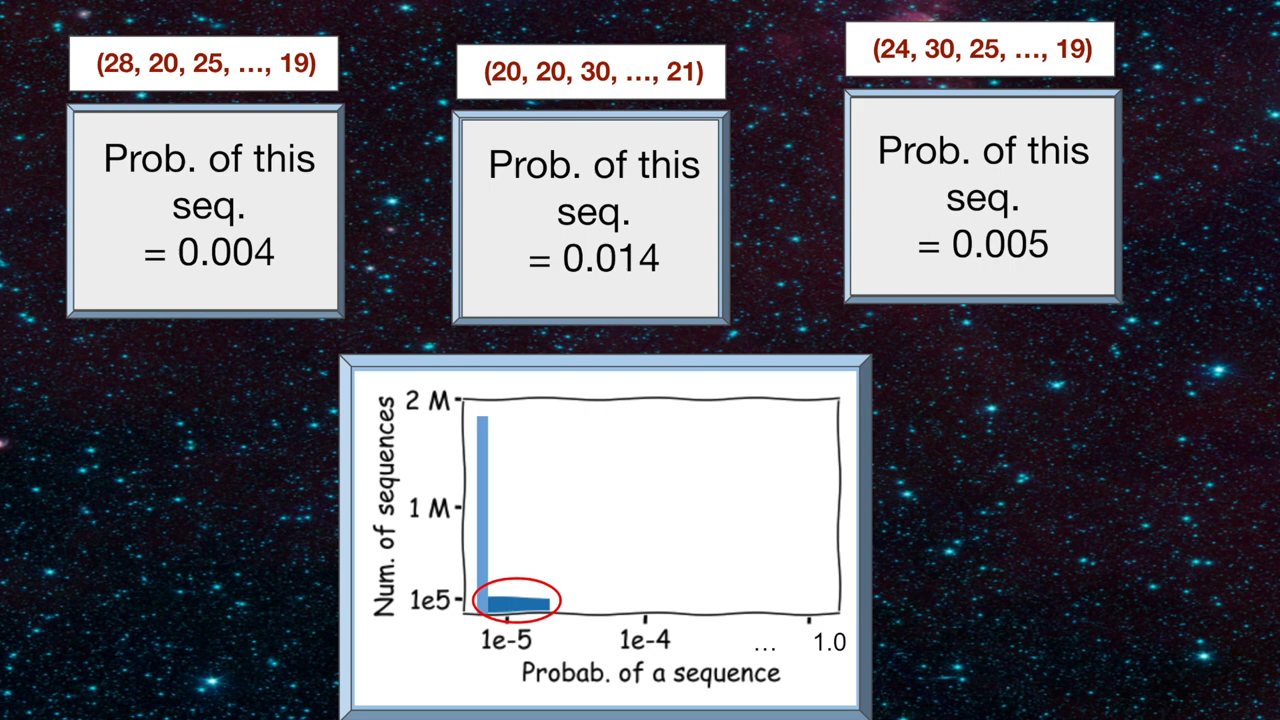 (28, 20, 25, ..., 19)
Prob. of this
seq.
= 0.004
(20, 20, 30, ..., 21)
Prob. of this
seq.
= 0.014
(24, 30, 25, ..., 19)
Prob. of this
seq.
= 0.005
Num. of sequences
2 M
1 M
1e5
1e-5 1e-4 ... 1.0
Probab. of a sequence